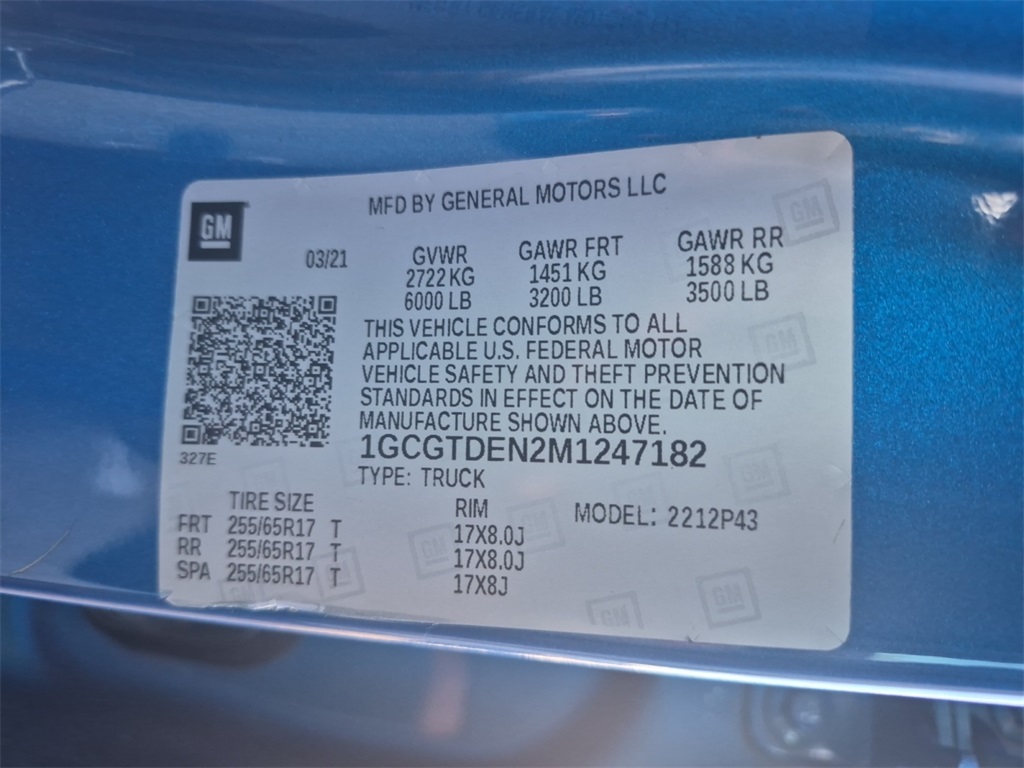 MFD BY GENERAL MOTORS LLC
GM
03/21
GVWR GAWR FRT GAWR RR
2722 KG 1451 KG 1588 KG
6000 LB 3200 LB 3500 LB
THIS VEHICLE CONFORMS TO ALL
APPLICABLE U.S. FEDERAL MOTOR
VEHICLE SAFETY AND THEFT PREVENTION
STANDARDS IN EFFECT ON THE DATE OF
MANUFACTURE SHOWN ABOVE.
327E
1GCGTDEN2M1247182
TYPE: TRUCK
TIRE SIZE RIM MODEL: 2212P43
FRT 255/65R17 T 17X8.0J
RR 255/65R17 T 17X8.0J
SPA 255/65R17 T 17X8J